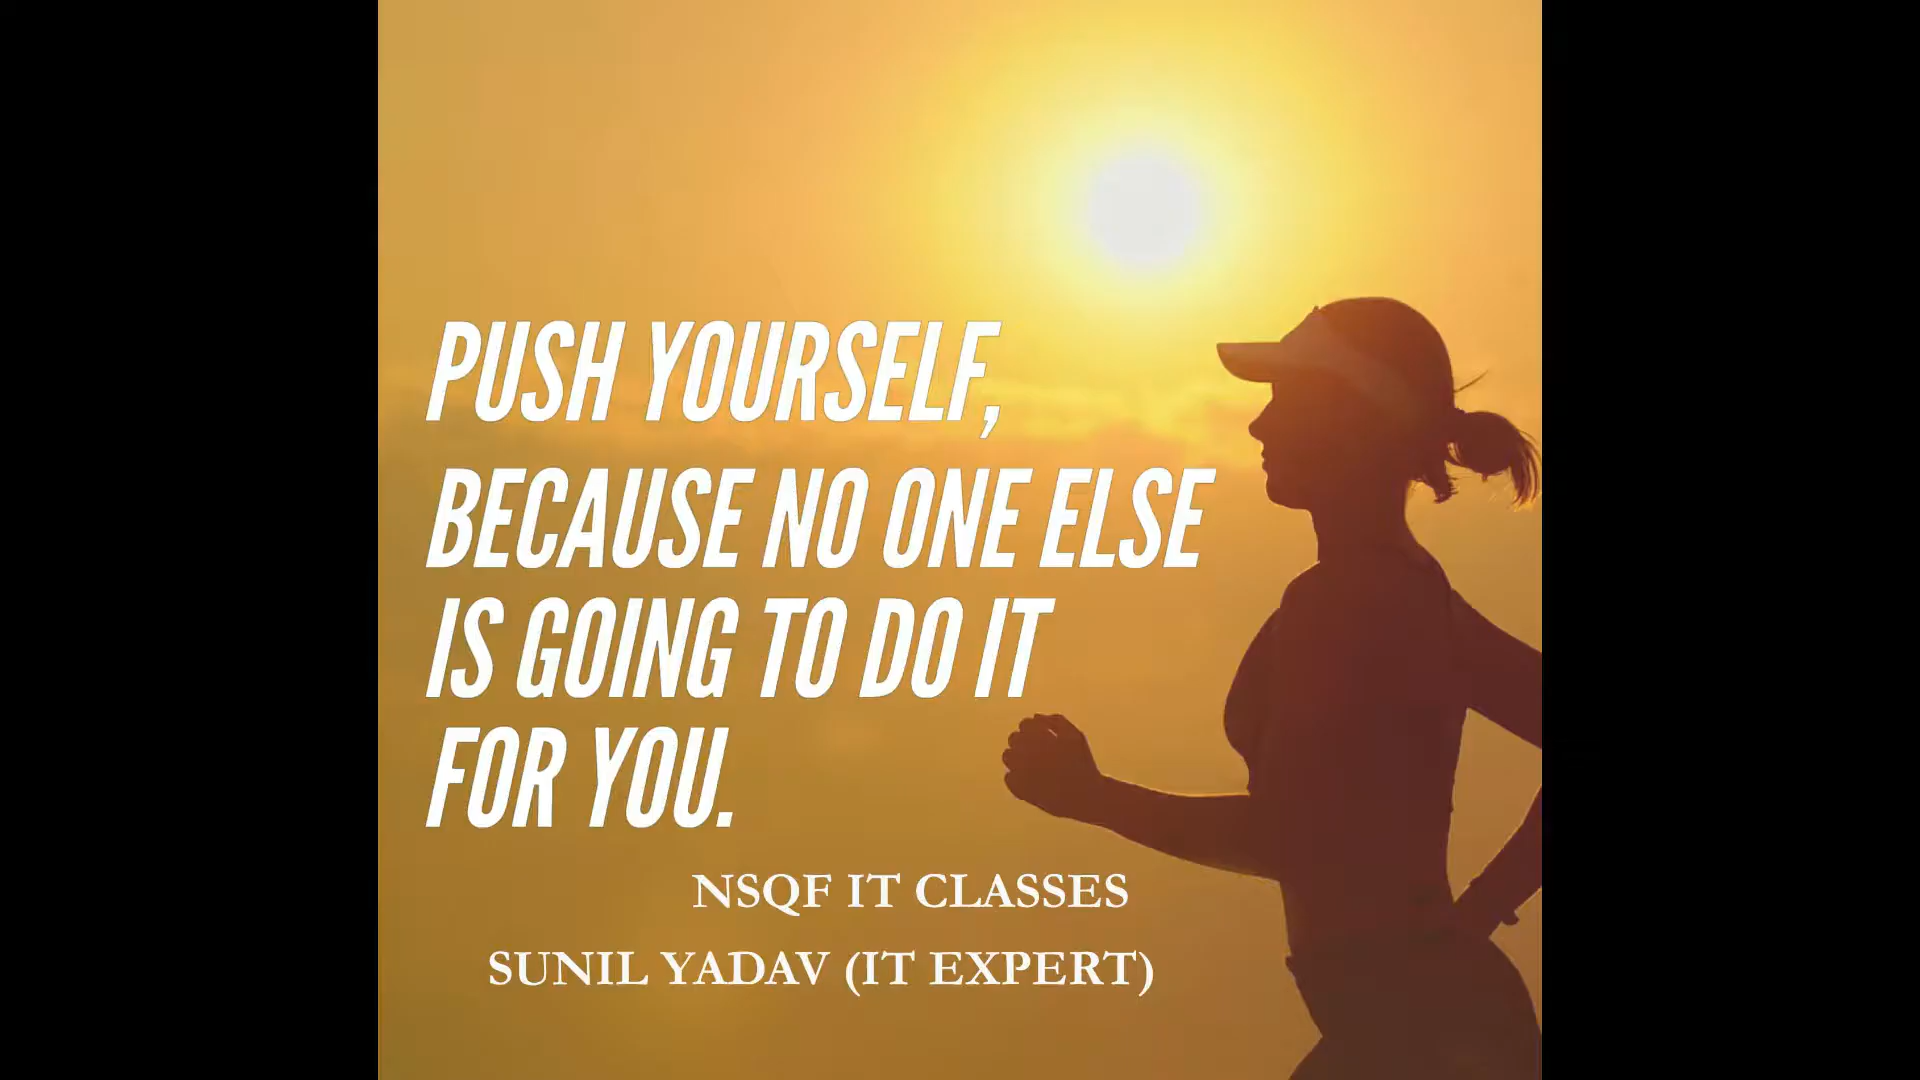 PUSH YOURSELF,
BECAUSE NO ONE ELSE
IS GOING TO DO IT
FOR YOU.
NSQF IT CLASSES
SUNIL YADAV (IT EXPERT)